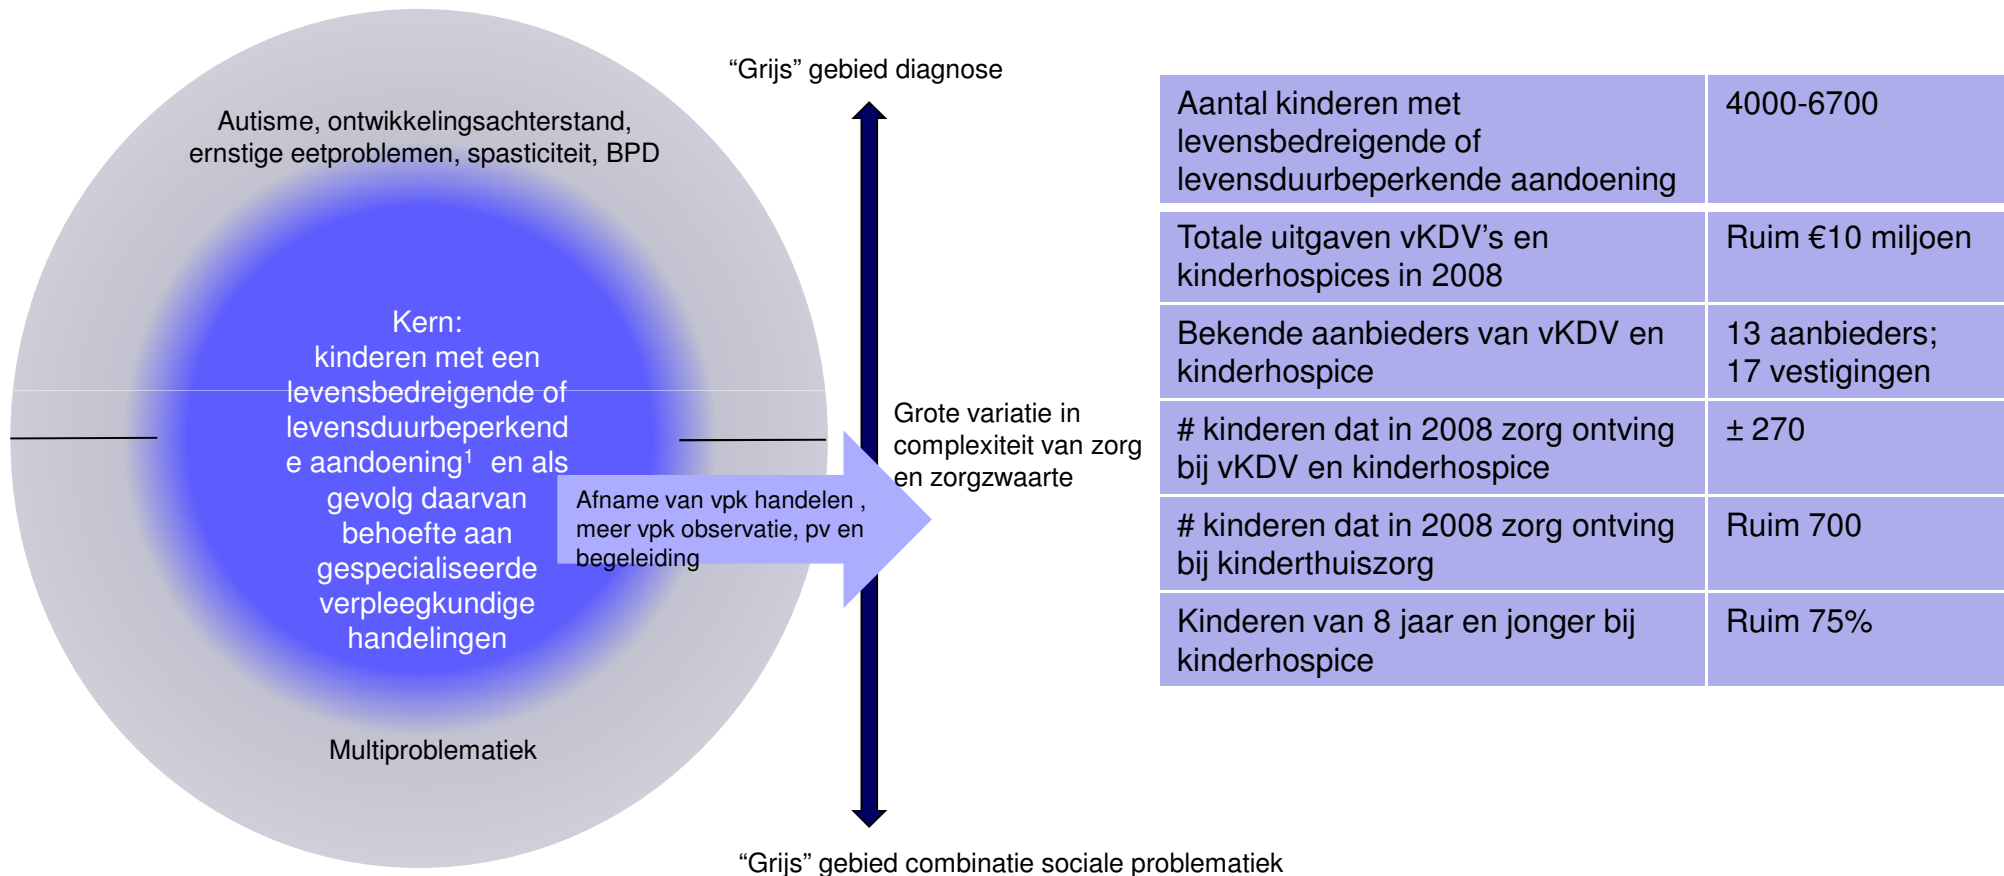 “Grijs” gebied diagnose
Autisme, ontwikkelingsachterstand,
ernstige eetproblemen, spasticiteit, BPD
Kern:
kinderen met een
levensbedreigende of
levensduurbeperkend
e aandoening1 en als
gevolg daarvan
behoefte aan
gespecialiseerde
verpleegkundige
handelingen
Afname van vpk handelen ,
meer vpk observatie, pv en
begeleiding
Multiproblematiek
Grote variatie in
complexiteit van zorg
en zorgzwaarte
“Grijs” gebied combinatie sociale problematiek
Aantal kinderen met
levensbedreigende of
levensduurbeperkende aandoening
4000-6700
Totale uitgaven vKDV’s en
kinderhospices in 2008
Ruim €10 miljoen
Bekende aanbieders van vKDV en
kinderhospice
13 aanbieders;
17 vestigingen
# kinderen dat in 2008 zorg ontving
bij vKDV en kinderhospice
± 270
# kinderen dat in 2008 zorg ontving
bij kinderthuiszorg
Ruim 700
Kinderen van 8 jaar en jonger bij
kinderhospice
Ruim 75%